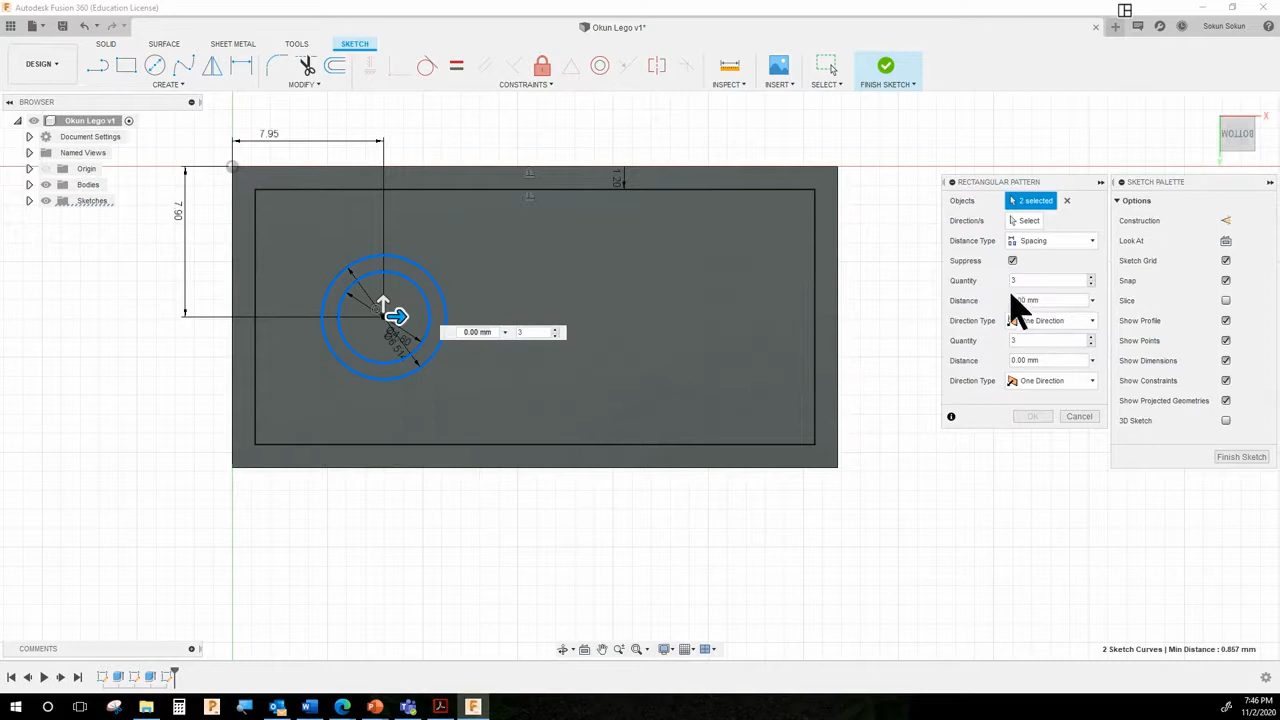 Autodesk Fusion 360 (Education License)
Okun Lego v1*
Sokun Sokun
DESIGN
SOLID SURFACE SHEET METAL TOOLS SKETCH
CREATE MODIFY CONSTRAINTS INSPECT INSERT SELECT FINISH SKETCH
BROWSER
Okun Lego v1
Document Settings
Named Views
Origin
Bodies
Sketches
7.95
7.90
1.20
0.00 mm 3
BOTTOM
X
RECTANGULAR PATTERN
Objects 2 selected
Direction/s Select
Distance Type Spacing
Suppress
Quantity 3
Distance mm
Direction Type One Direction
Quantity 3
Distance 0.00 mm
Direction Type One Direction
OK Cancel
SKETCH PALETTE
Options
Construction
Look At
Sketch Grid
Snap
Slice
Show Profile
Show Points
Show Dimensions
Show Constraints
Show Projected Geometries
3D Sketch
Finish Sketch
COMMENTS
2 Sketch Curves | Min Distance : 0.857 mm
7:46 PM
11/2/2020